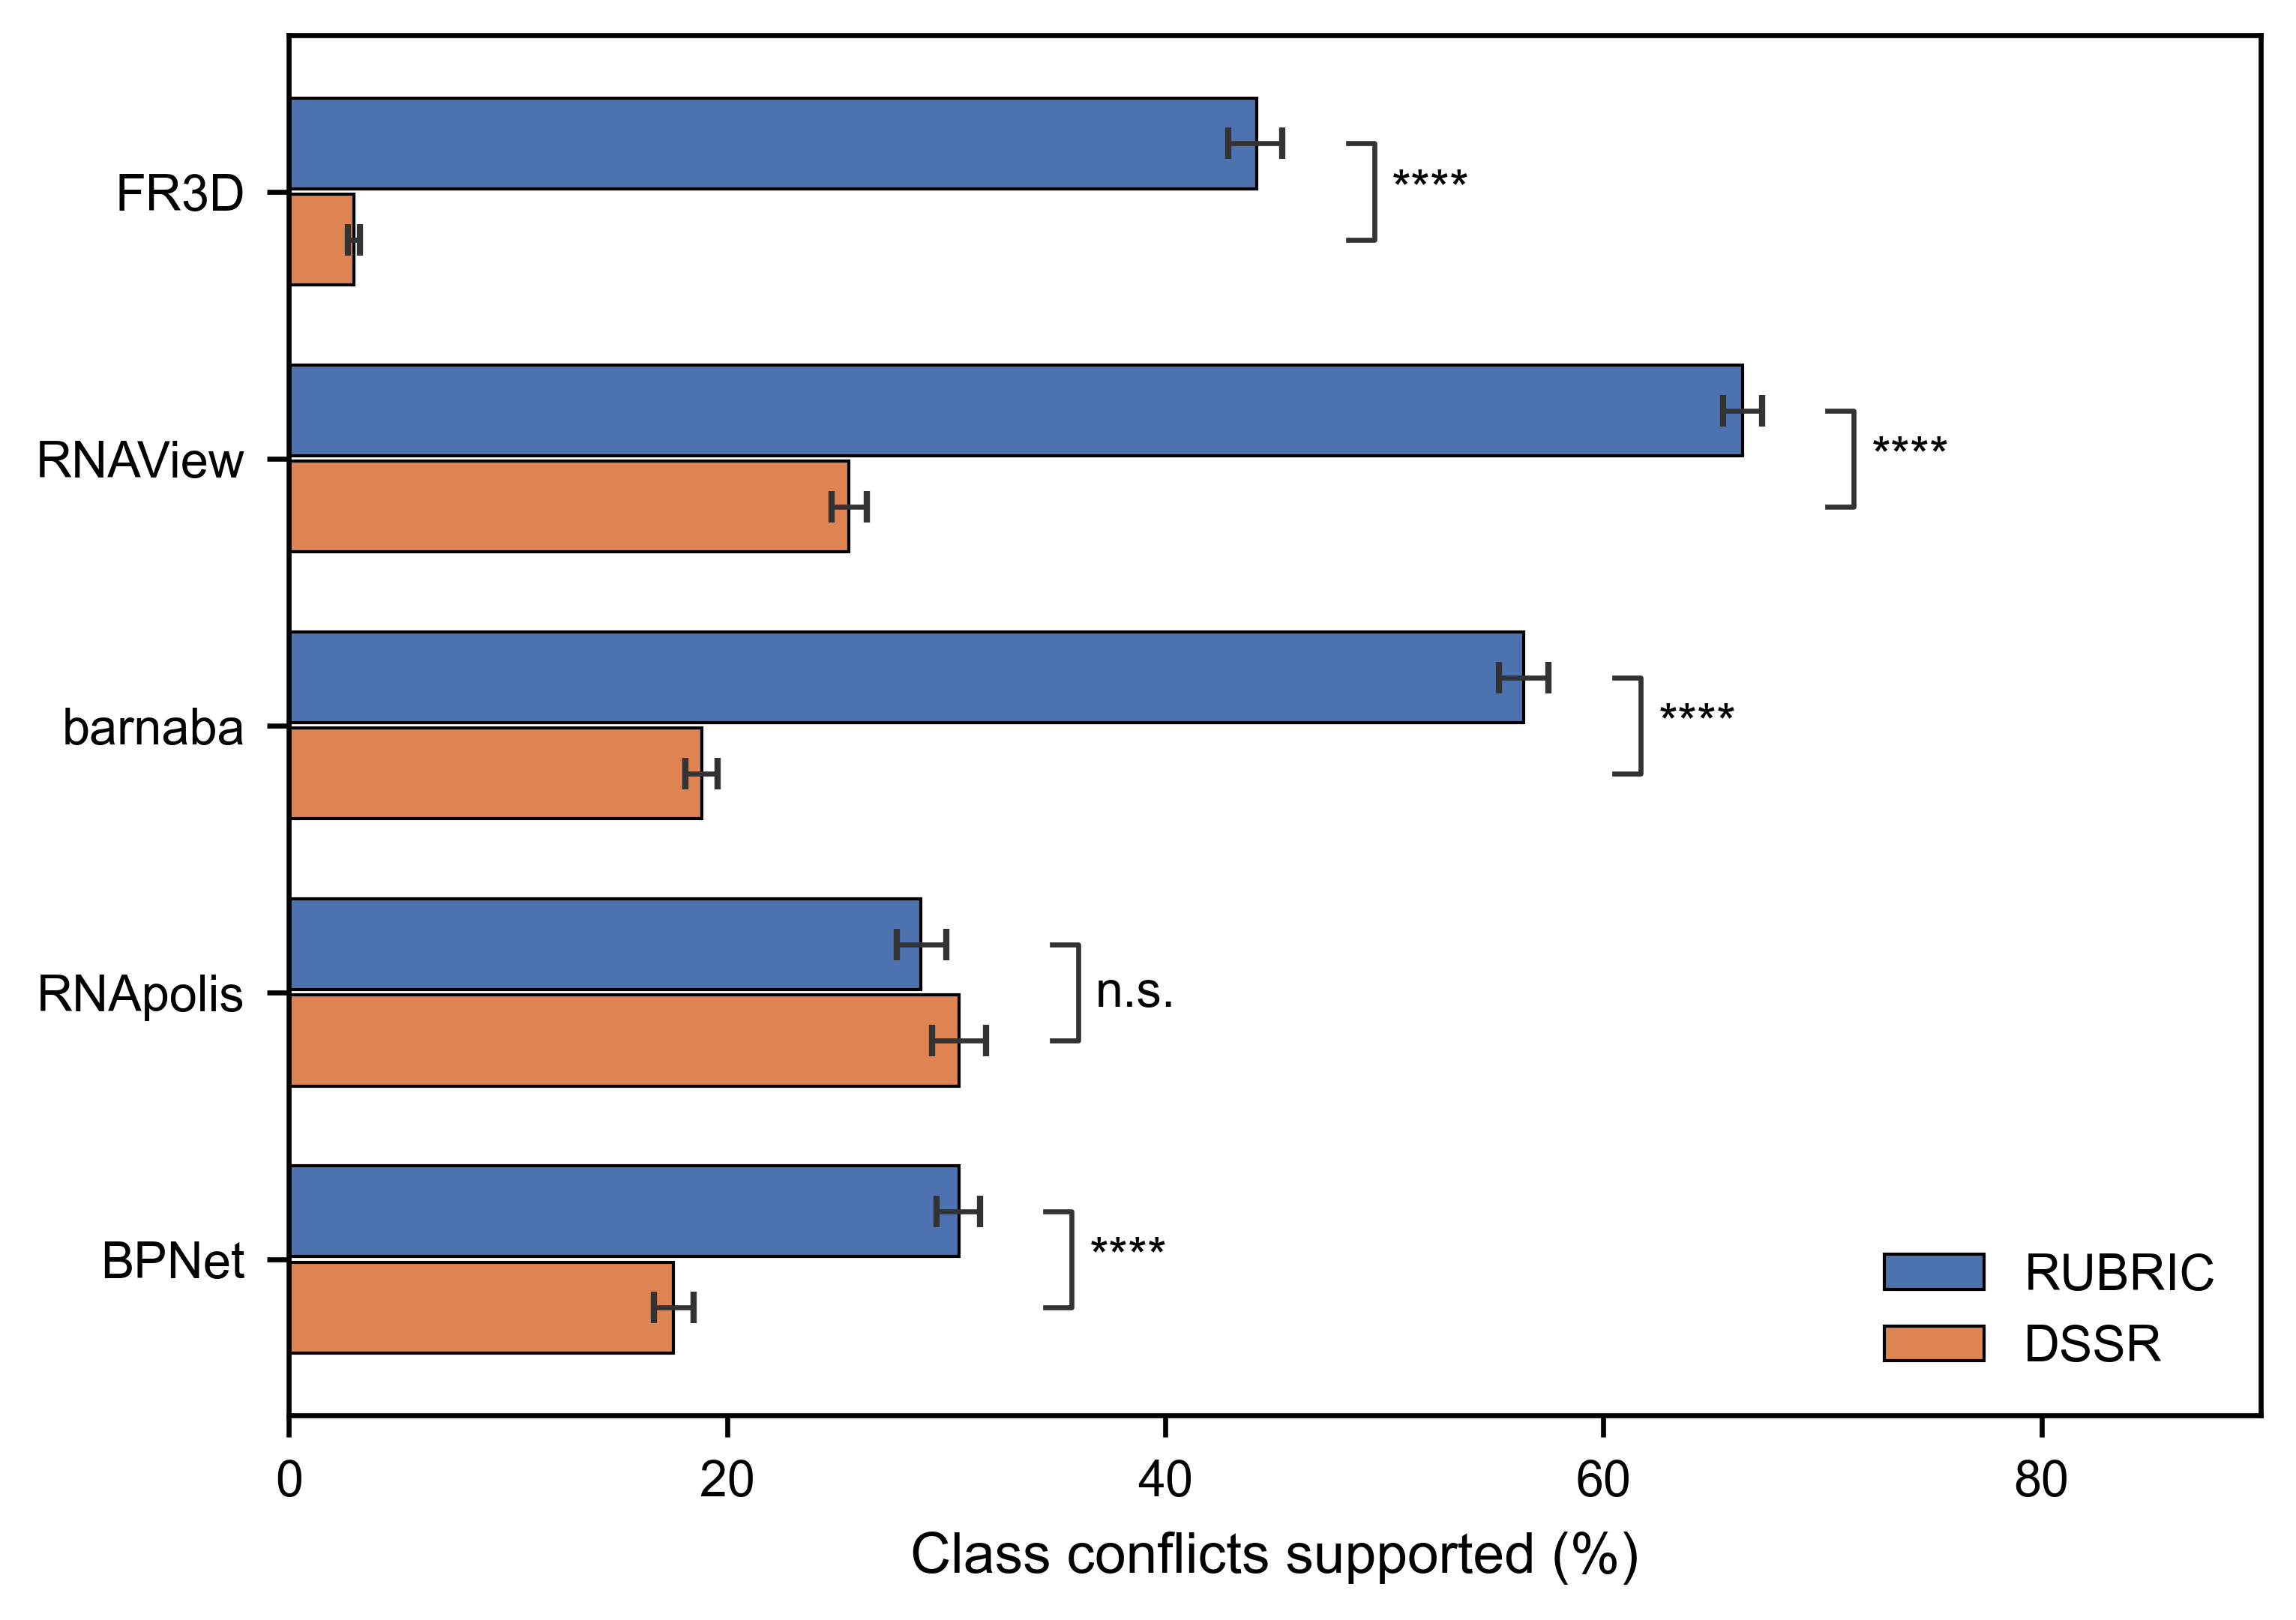 FR3D
****
RNAView
****
barnaba
****
RNApolis
n.s.
BPNet
****
RUBRIC
DSSR
0 20 40 60 80
Class conflicts supported (%)